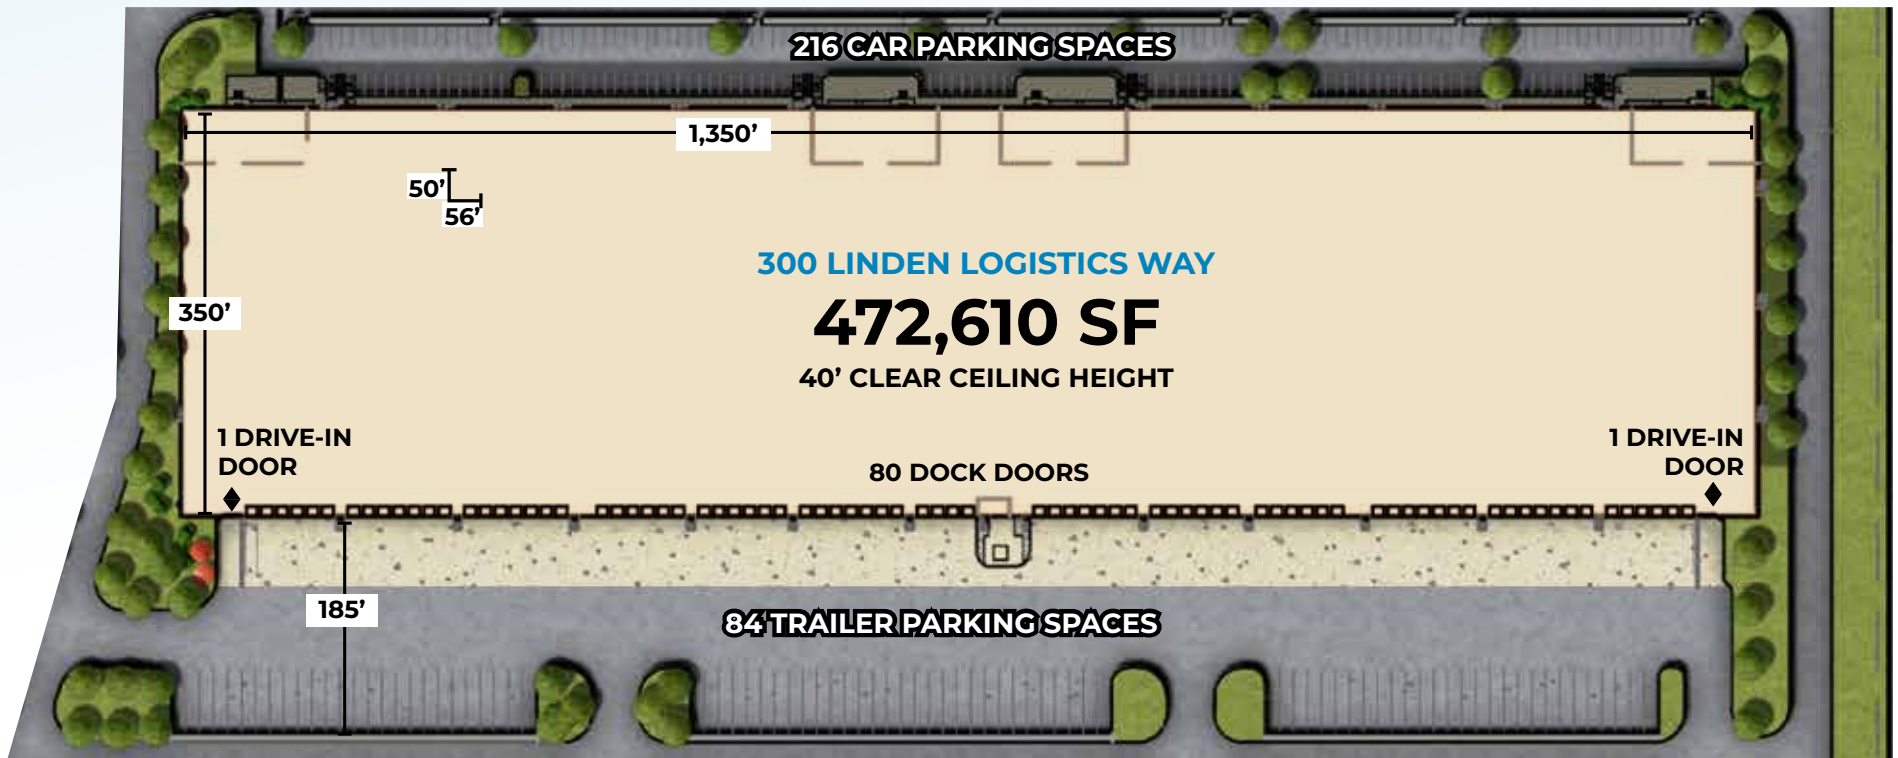 216 CAR PARKING SPACES
1,350’
50’
56’
300 LINDEN LOGISTICS WAY
472,610 SF
350’
40’ CLEAR CEILING HEIGHT
1 DRIVE-IN
DOOR
80 DOCK DOORS
1 DRIVE-IN
DOOR
185’
84 TRAILER PARKING SPACES